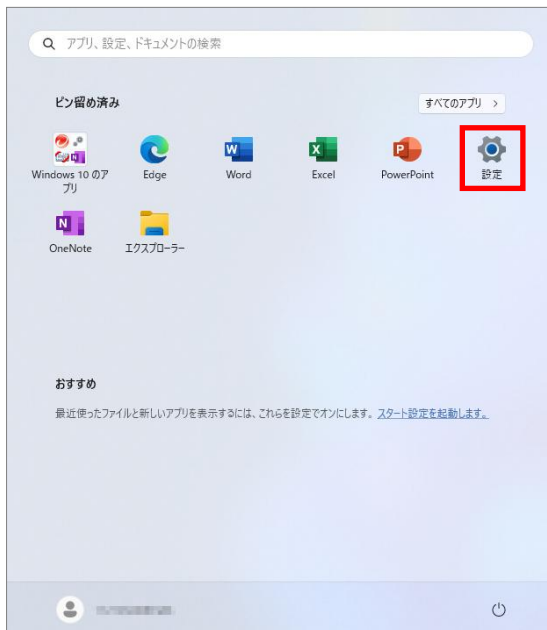 アプリ、設定、ドキュメントの検索
ピン留め済み
すべてのアプリ >
Windows 10 のア
プリ
Edge
Word
Excel
PowerPoint
設定
OneNote
エクスプローラー
おすすめ
最近使ったファイルと新しいアプリを表示するには、これらを設定でオンにします。 スタート設定を起動します。